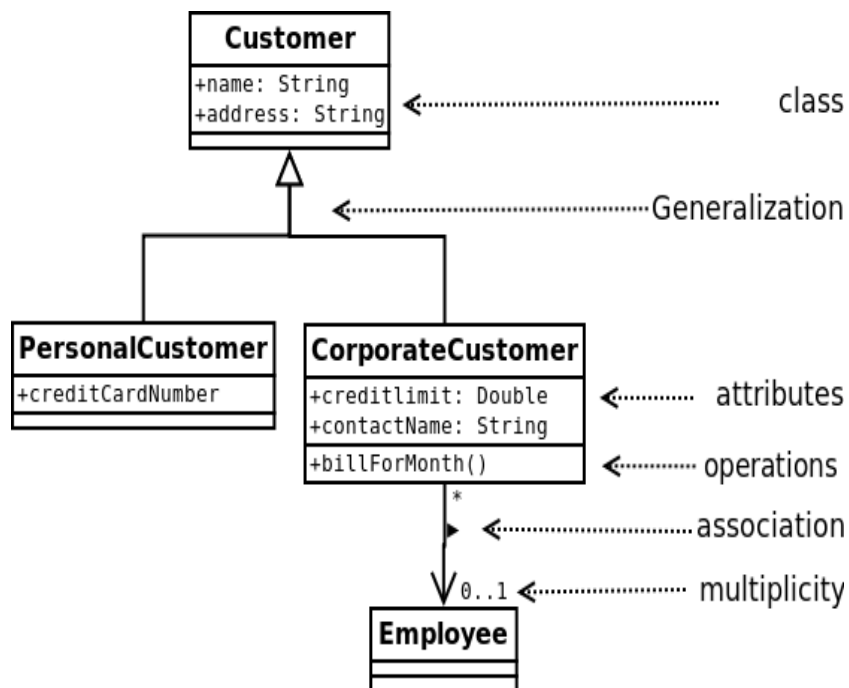 Customer
+name: String
+address: String
class
Generalization
PersonalCustomer
+creditCardNumber
CorporateCustomer
+creditlimit: Double
+contactName: String
attributes
+billForMonth()
operations
*
association
0..1
multiplicity
Employee